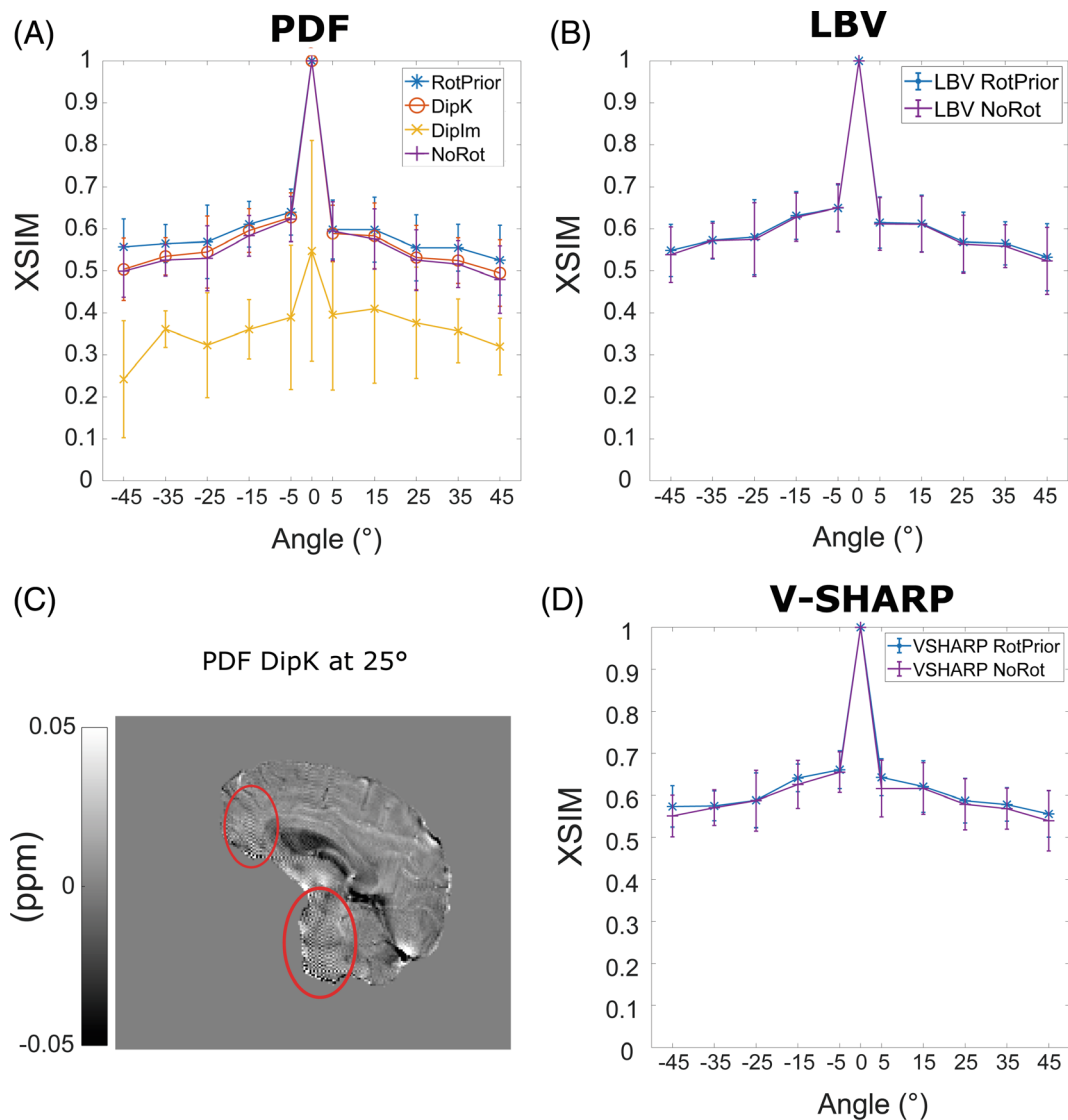 (A)
PDF
XSIM
1
0.9
0.8
0.7
0.6
0.5
0.4
0.3
0.2
0.1
0
RotPrior
DipK
DipIm
NoRot
-45 -35 -25 -15 -5 0 5 15 25 35 45
Angle (°)
(B)
LBV
XSIM
1
0.9
0.8
0.7
0.6
0.5
0.4
0.3
0.2
0.1
0
LBV RotPrior
LBV NoRot
-45 -35 -25 -15 -5 0 5 15 25 35 45
Angle (°)
(C)
PDF DipK at 25°
0.05
0
-0.05
(ppm)
(D)
V-SHARP
XSIM
1
0.9
0.8
0.7
0.6
0.5
0.4
0.3
0.2
0.1
0
VSHARP RotPrior
VSHARP NoRot
-45 -35 -25 -15 -5 0 5 15 25 35 45
Angle (°)